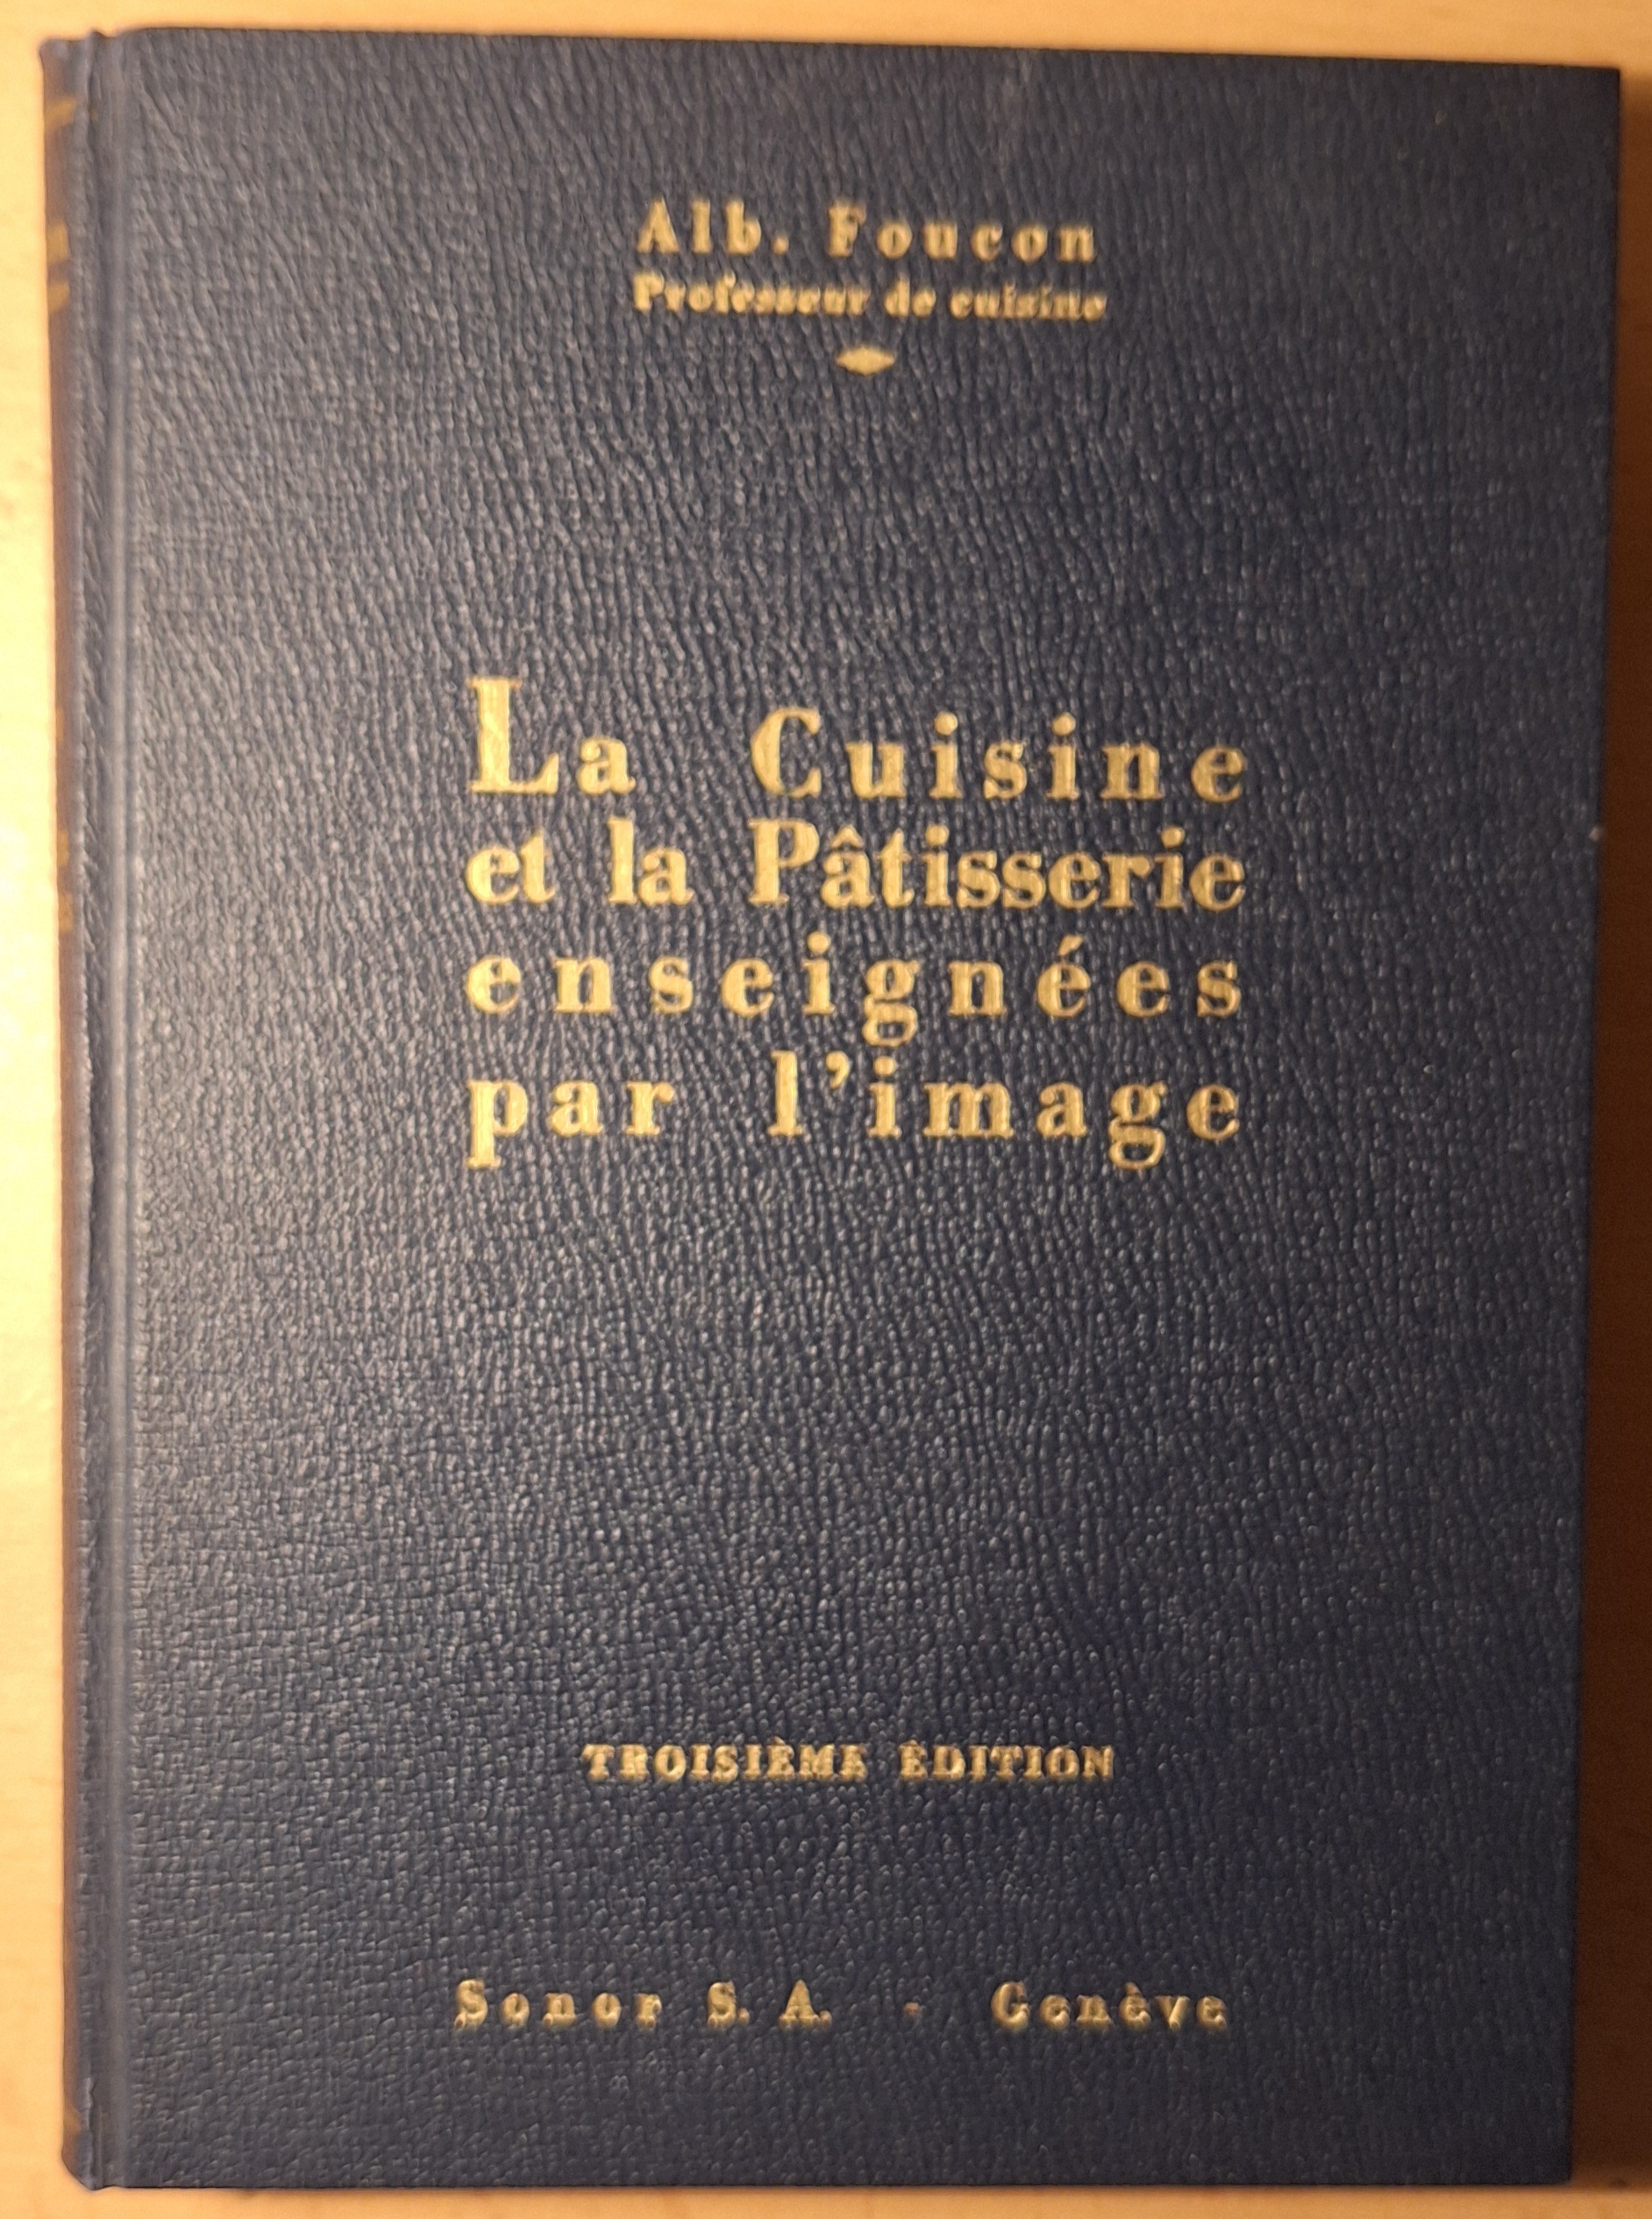 Alb. Foucon
Professeur de cuisine
La Cuisine
et la Pâtisserie
enseignées
par l'image
TROISIÈME ÉDITION
Sonor S. A. - Genève